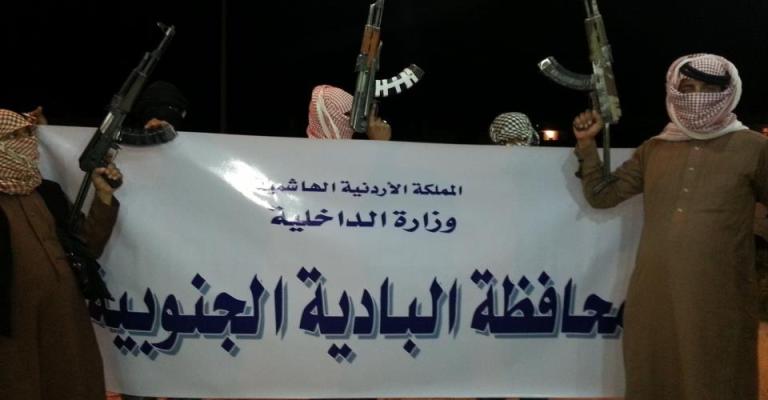 المملكة الأردنية الهاشمية
وزارة الداخلية
محافظة البادية الجنوبية